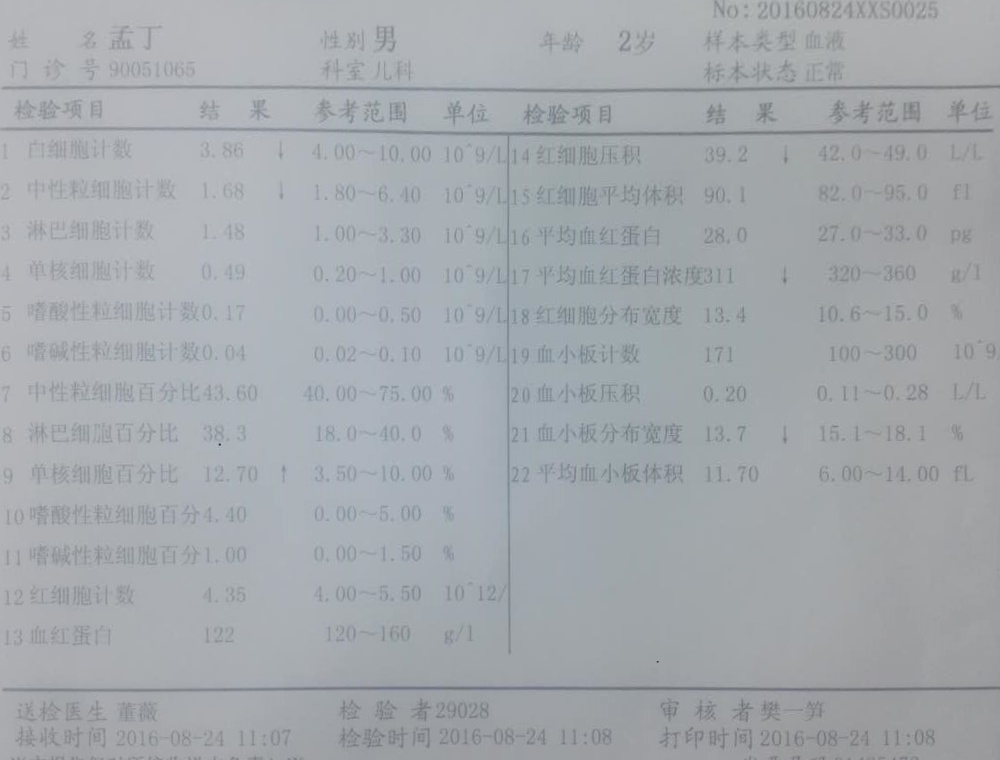 No: 20160824XXS0025
姓 名 孟丁 性别 男 年龄 2岁 样本类型 血液
门 诊 号 90051065 科室 儿科 标本状态 正常
检验项目 结 果 参考范围 单位 检验项目 结 果 参考范围 单位
1 白细胞计数 3.86 ↓ 4.00~10.00 10^9/L 14 红细胞压积 39.2 ↓ 42.0~49.0 L/L
2 中性粒细胞计数 1.68 ↓ 1.80~6.40 10^9/L 15 红细胞平均体积 90.1 82.0~95.0 fl
3 淋巴细胞计数 1.48 1.00~3.30 10^9/L 16 平均血红蛋白 28.0 27.0~33.0 pg
4 单核细胞计数 0.49 0.20~1.00 10^9/L 17 平均血红蛋白浓度 311 ↓ 320~360 g/l
5 嗜酸性粒细胞计数 0.17 0.00~0.50 10^9/L 18 红细胞分布宽度 13.4 10.6~15.0 %
6 嗜碱性粒细胞计数 0.04 0.02~0.10 10^9/L 19 血小板计数 171 100~300 10^9
7 中性粒细胞百分比 43.60 40.00~75.00 % 20 血小板压积 0.20 0.11~0.28 L/L
8 淋巴细胞百分比 38.3 18.0~40.0 % 21 血小板分布宽度 13.7 ↓ 15.1~18.1 %
9 单核细胞百分比 12.70 ↑ 3.50~10.00 % 22 平均血小板体积 11.70 6.00~14.00 fL
10 嗜酸性粒细胞百分 4.40 0.00~5.00 %
11 嗜碱性粒细胞百分 1.00 0.00~1.50 %
12 红细胞计数 4.35 4.00~5.50 10^12/
13 血红蛋白 122 120~160 g/l
送检医生 董薇 检 验 者 29028 审 核 者 樊一笋
接收时间 2016-08-24 11:07 检验时间 2016-08-24 11:08 打印时间 2016-08-24 11:08